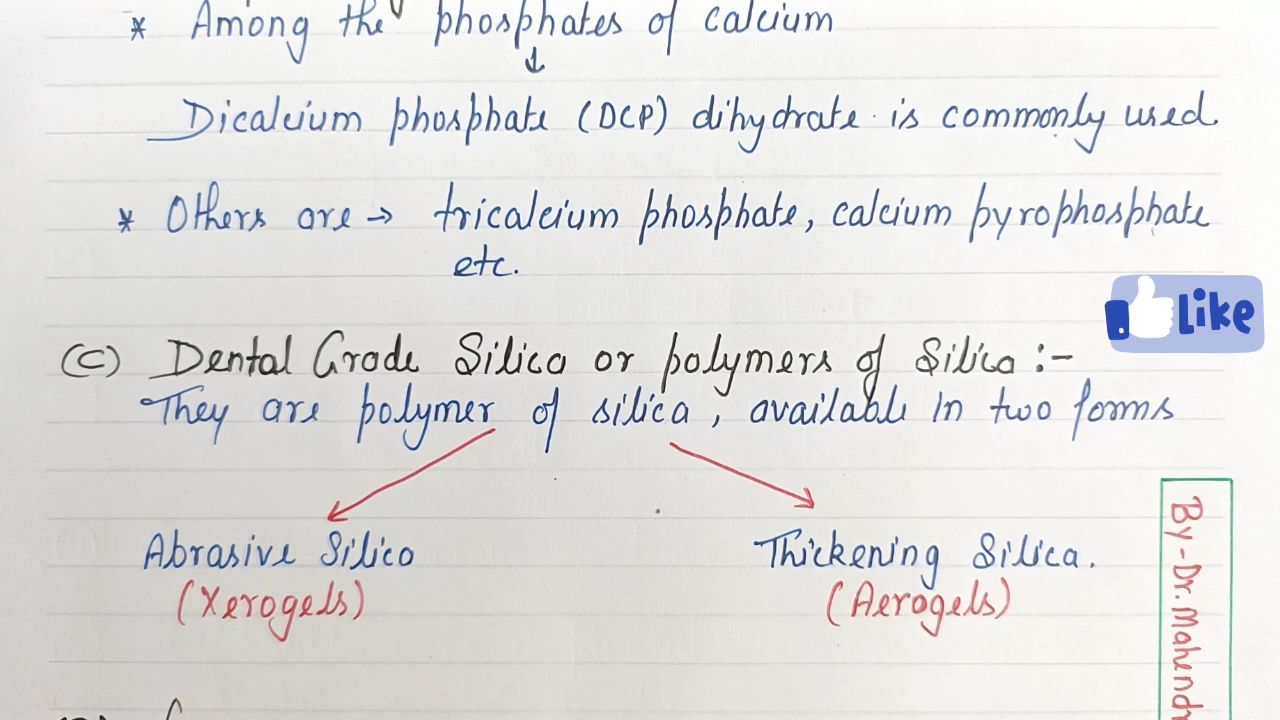 * Among the phosphates of calcium
↓
Dicalcium phosphate (DCP) dihydrate is commonly used.
* Others are → tricalcium phosphate, calcium pyrophosphate
etc.
Like
(C) Dental Grade Silica or polymers of Silica :-
They are polymer of silica, available in two forms
Abrasive Silica
Thickening Silica.
(Xerogels)
(Aerogels)
By - Dr. Mahend